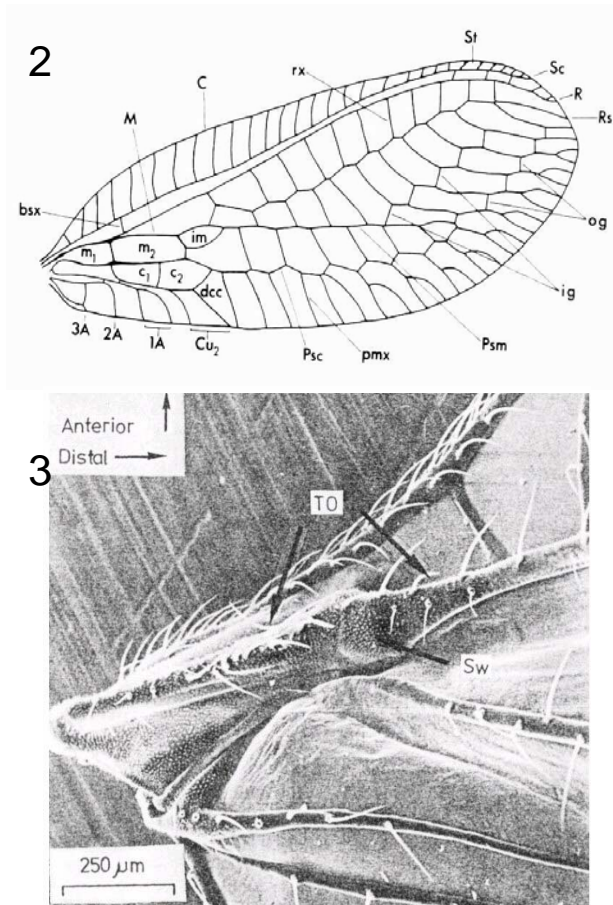 2
St
Sc
rx
R
C
Rs
M
bsx
im
og
m1
m2
c1
c2
ig
dcc
3A
2A
1A
Cu2
Psc
pmx
Psm
Anterior
Distal
3
TO
Sw
250 µm